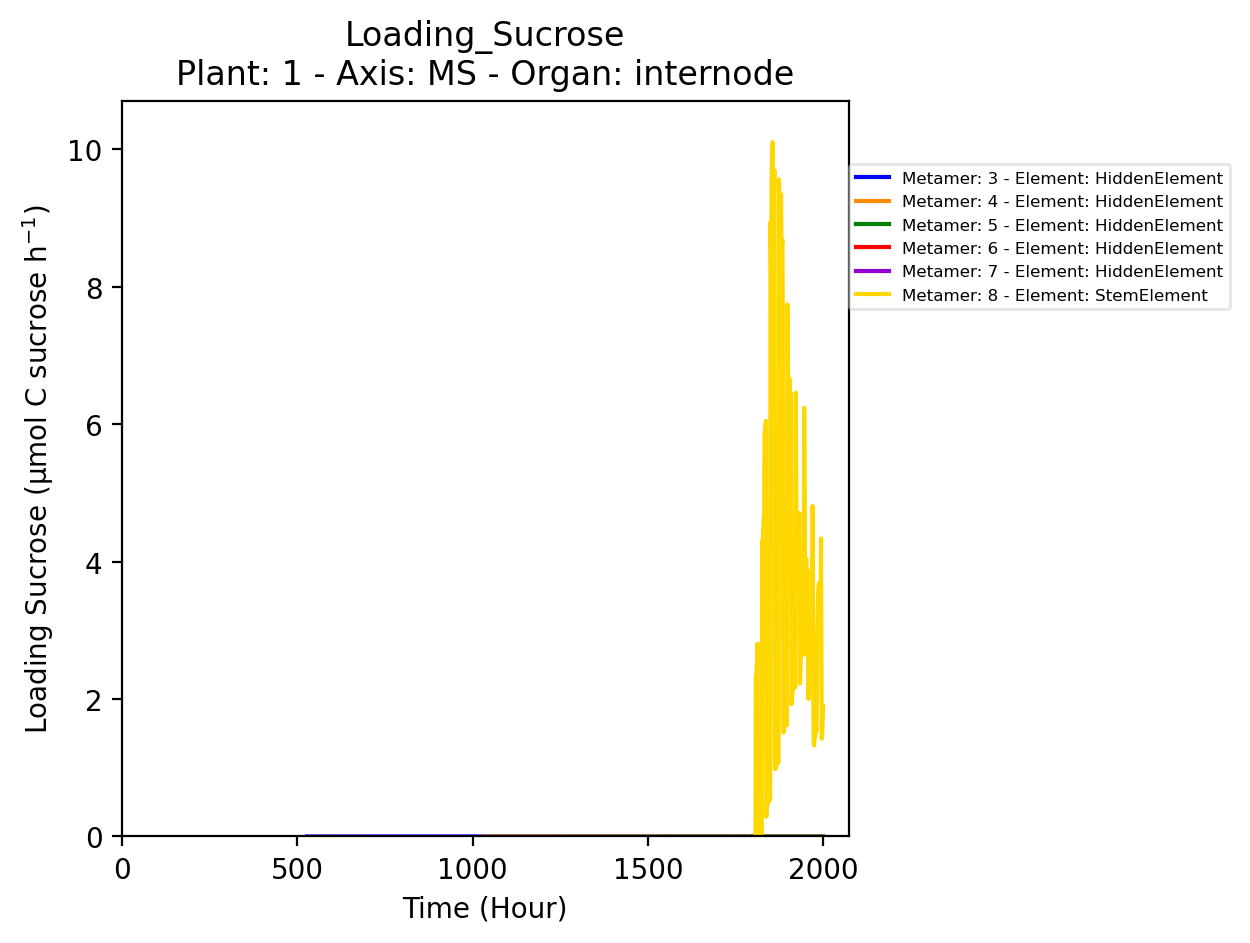 Loading_Sucrose
Plant: 1 - Axis: MS - Organ: internode
Loading Sucrose (µmol C sucrose h⁻¹)
10
8
6
4
2
0
0 500 1000 1500 2000
Time (Hour)
Metamer: 3 - Element: HiddenElement
Metamer: 4 - Element: HiddenElement
Metamer: 5 - Element: HiddenElement
Metamer: 6 - Element: HiddenElement
Metamer: 7 - Element: HiddenElement
Metamer: 8 - Element: StemElement